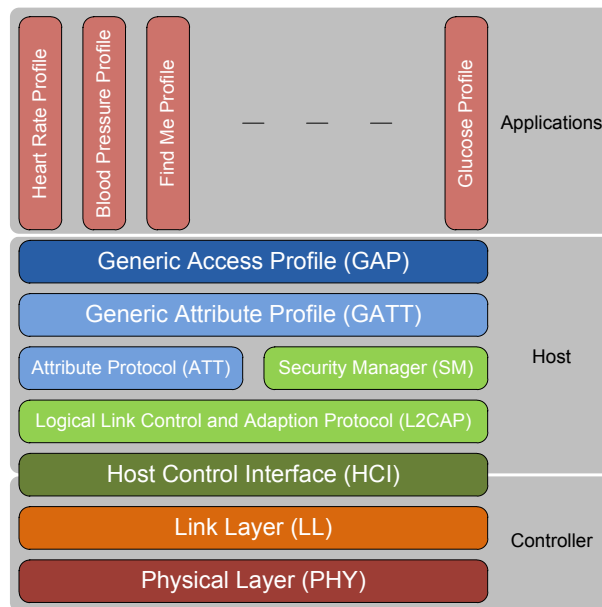 Heart Rate Profile
Blood Pressure Profile
Find Me Profile
— — —
Glucose Profile
Applications
Generic Access Profile (GAP)
Generic Attribute Profile (GATT)
Attribute Protocol (ATT)
Security Manager (SM)
Host
Logical Link Control and Adaption Protocol (L2CAP)
Host Control Interface (HCI)
Link Layer (LL)
Controller
Physical Layer (PHY)